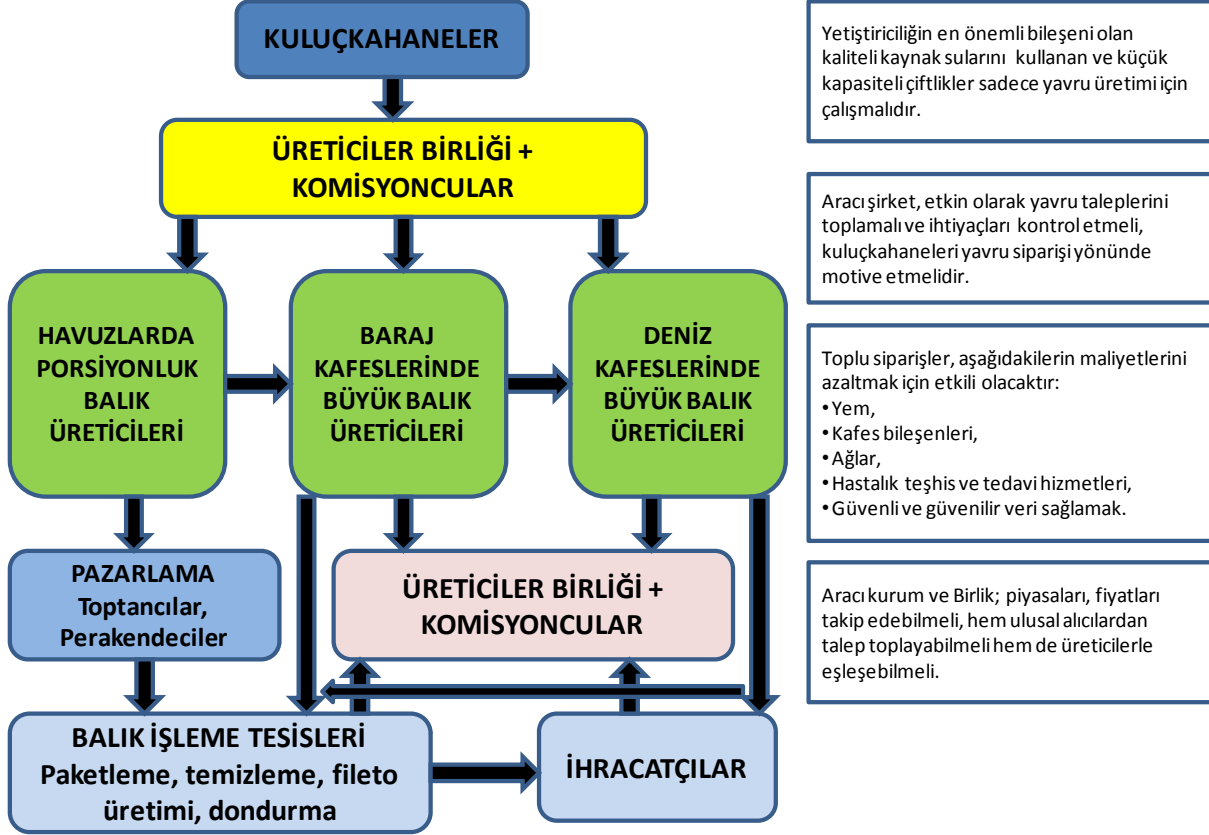 KULUÇKAHANELER
ÜRETİCİLER BİRLİĞİ +
KOMİSYONCULAR
HAVUZLARDA
PORSİYONLUK
BALIK
ÜRETİCİLERİ
BARAJ
KAFESLERİNDE
BÜYÜK BALIK
ÜRETİCİLERİ
DENİZ
KAFESLERİNDE
BÜYÜK BALIK
ÜRETİCİLERİ
PAZARLAMA
Toptancılar,
Perakendeciler
ÜRETİCİLER BİRLİĞİ +
KOMİSYONCULAR
BALIK İŞLEME TESİSLERİ
Paketleme, temizleme, fileto
üretimi, dondurma
İHRACATÇILAR
Yetiştiriciliğin en önemli bileşeni olan
kaliteli kaynak sularını kullanan ve küçük
kapasiteli çiftlikler sadece yavru üretimi için
çalışmalıdır.
Aracı şirket, etkin olarak yavru taleplerini
toplamalı ve ihtiyaçları kontrol etmeli,
kuluçkahaneleri yavru siparişi yönünde
motive etmelidir.
Toplu siparişler, aşağıdakilerin maliyetlerini
azaltmak için etkili olacaktır:
• Yem,
• Kafes bileşenleri,
• Ağlar,
• Hastalık teşhis ve tedavi hizmetleri,
• Güvenli ve güvenilir veri sağlamak.
Aracı kurum ve Birlik; piyasaları, fiyatları
takip edebilmeli, hem ulusal alıcılardan
talep toplayabilmeli hem de üreticilerle
eşleşebilmeli.